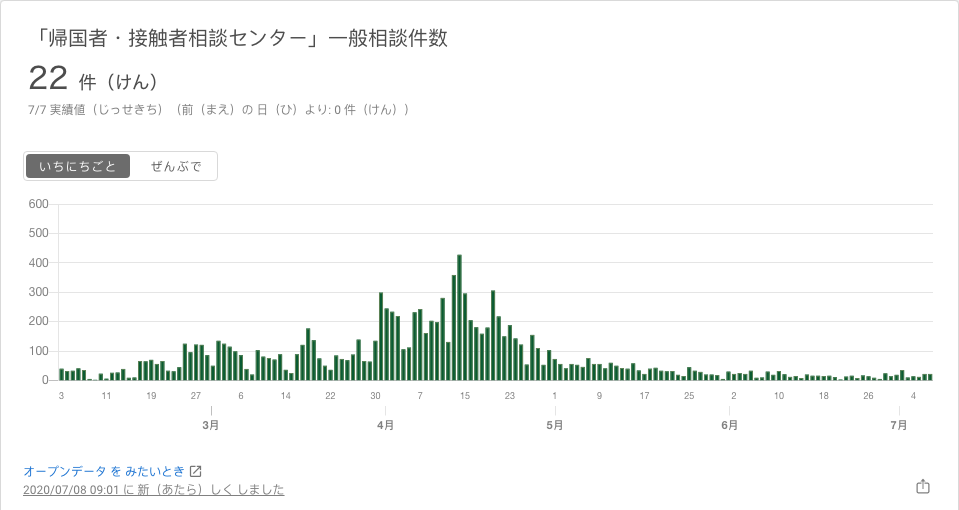 「帰国者・接触者相談センター」一般相談件数
22 件（けん）
7/7 実績値（じっせきち）（前（まえ）の 日（ひ）より: 0 件（けん））
いちにちごと ぜんぶで
600
500
400
300
200
100
0
3 11 19 27 6 14 22 30 7 15 23 1 9 17 25 2 10 18 26 4
3月 4月 5月 6月 7月
オープンデータ を みたいとき
2020/07/08 09:01 に 新（あたら）しく しました